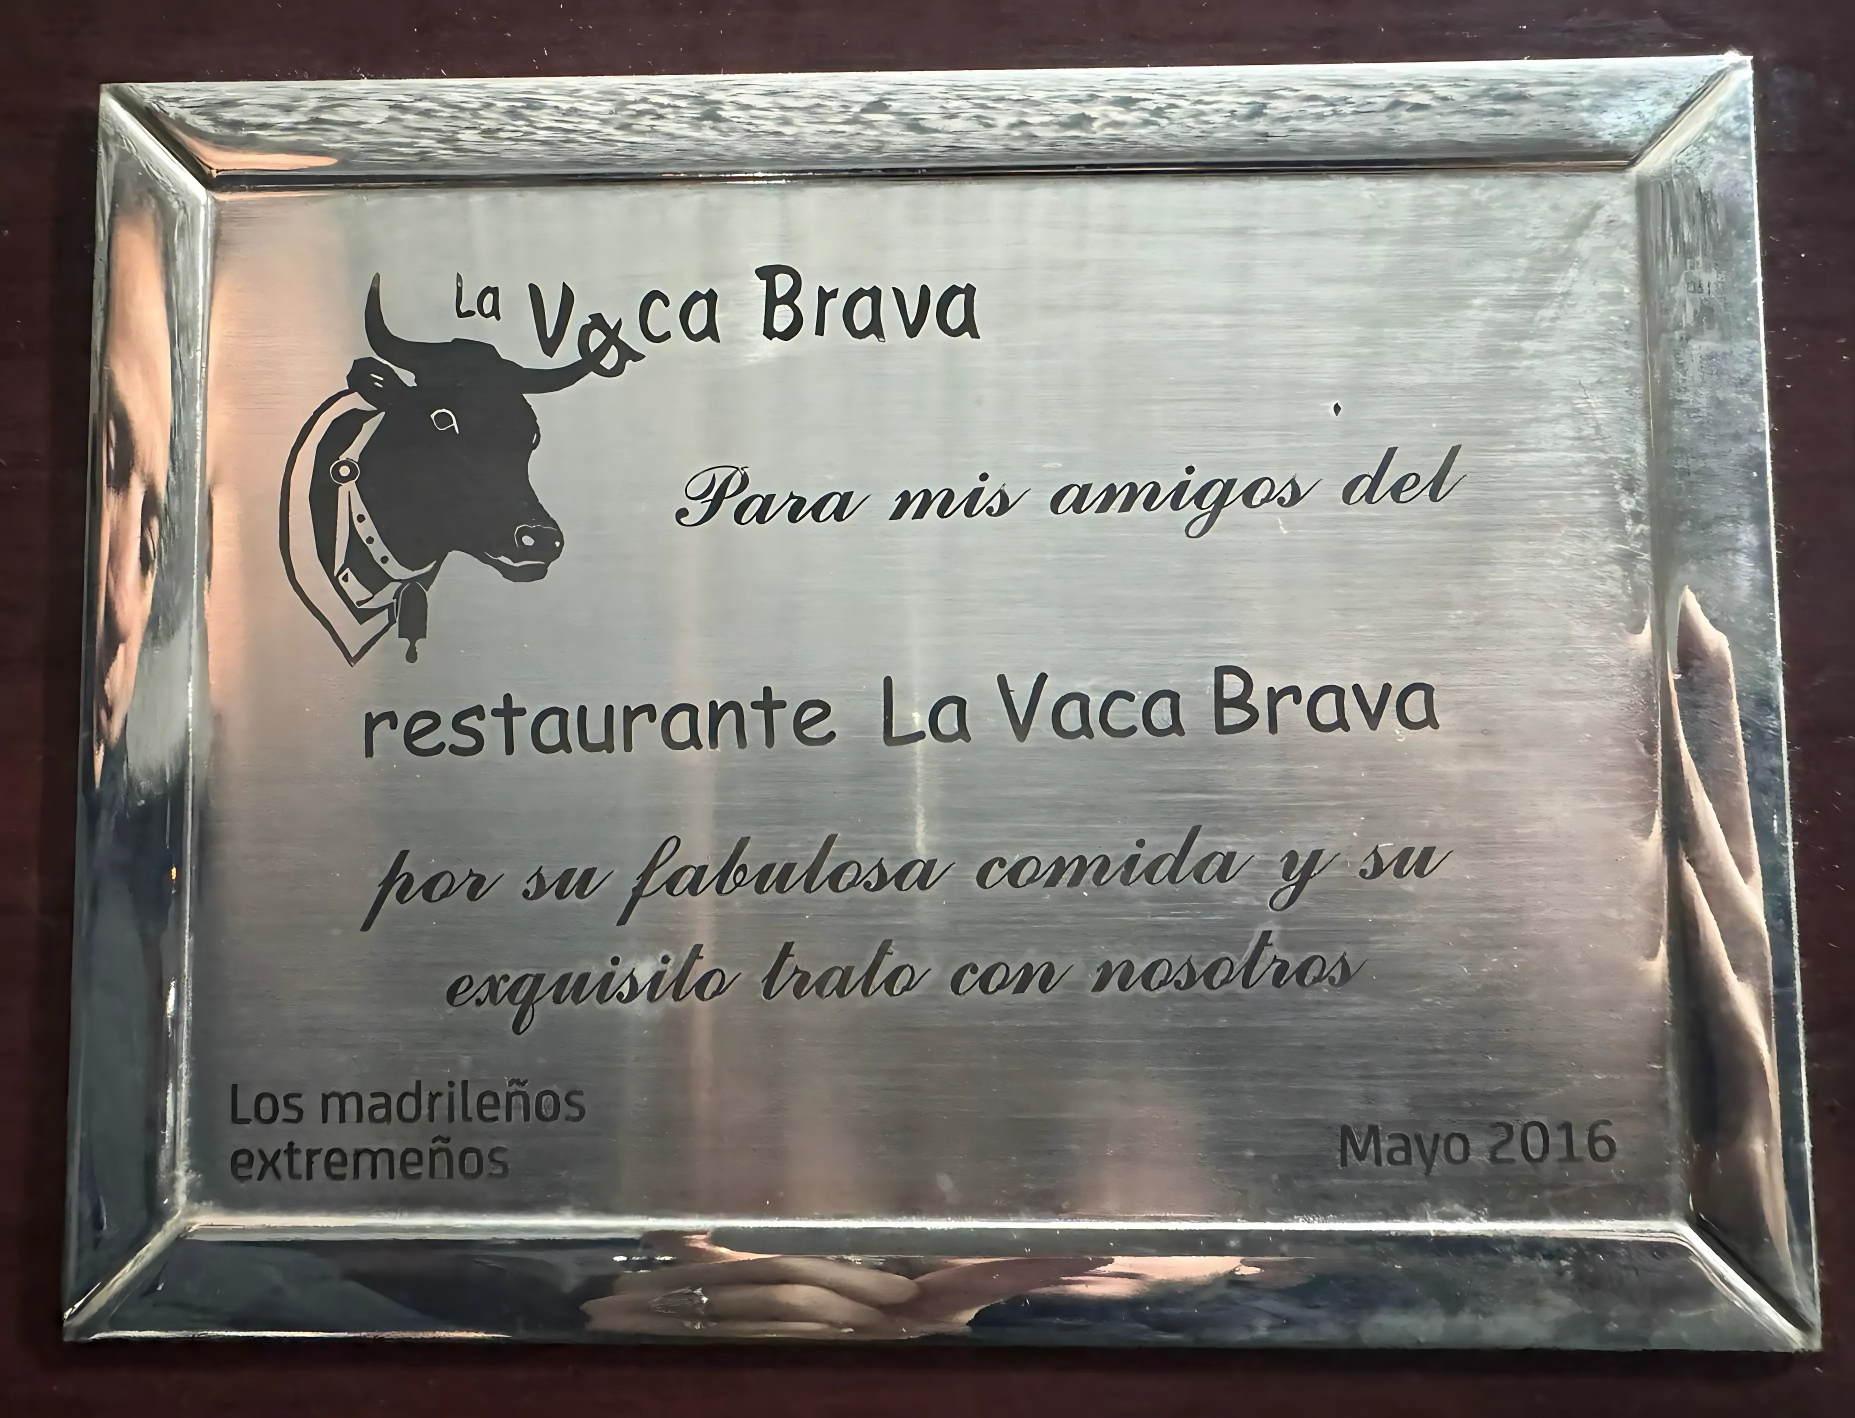 La Vaca Brava
Para mis amigos del
restaurante La Vaca Brava
por su fabulosa comida y su
exquisito trato con nosotros
Los madrileños
extremeños
Mayo 2016